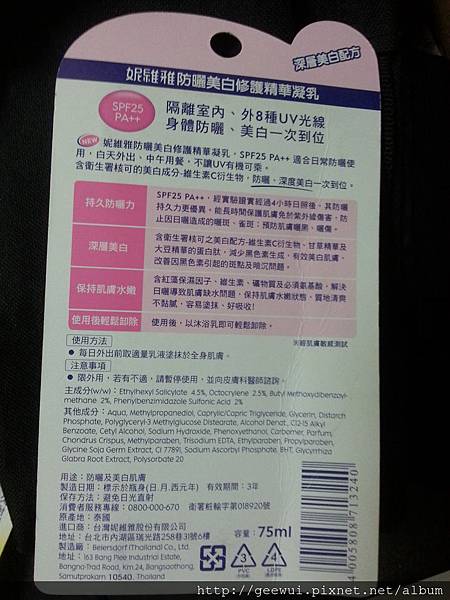 深層美白配方
妮維雅防曬美白修護精華凝乳
SPF25
PA++
隔離室內、外8種UV光線
身體防曬、美白一次到位
NEW 妮維雅防曬美白修護精華凝乳，SPF25 PA++ 適合日常防曬使
用，白天外出、中午用餐，不讓UV有機可乘。
含衛生署核可的美白成分-維生素C衍生物，防曬、深度美白一次到位。
持久防曬力
SPF25 PA++，經實驗證實經過4小時日照後，其防曬
持久力更優異，能長時間保護肌膚免於紫外線傷害，防
止因日曬造成的曬斑、雀斑；預防肌膚曬黑、曬傷。
深層美白
含衛生署核可之美白配方-維生素C衍生物、甘草精華及
大豆精華的蛋白肽，減少黑色素生成，有效美白肌膚，
改善因黑色素引起的斑點及暗沉問題。
保持肌膚水嫩
含紅藻保濕因子、維生素、礦物質及必須氨基酸，解決
日曬導致肌膚缺水問題，保持肌膚水嫩狀態，質地清爽
不黏膩，容易塗抹、好吸收!
使用後輕鬆卸除
使用後，以沐浴乳即可輕鬆卸除。
使用方法
※經肌膚敏感測試
● 每日外出前取適量乳液塗抹於全身肌膚。
注意事項
● 限外用，若有不適，請暫停使用，並向皮膚科醫師諮詢。
主成分(w/w)：Ethylhexyl Salicylate 4.5%, Octocrylene 2.5%, Butyl Methoxydibenzoyl-
methane 2%, Phenylbenzimidazole Sulfonic Acid 2%
其他成分：Aqua, Methylpropanediol, Caprylic/Capric Triglyceride, Glycerin, Distarch
Phosphate, Polyglyceryl-3 Methylglucose Distearate, Alcohol Denat., C12-15 Alkyl
Benzoate, Cetyl Alcohol, Sodium Hydroxide, Phenoxyethanol, Carbomer, Parfum,
Chondrus Crispus, Methylparaben, Trisodium EDTA, Ethylparaben, Propylparaben,
Glycine Soja Germ Extract, CI 77891, Sodium Ascorbyl Phosphate, BHT, Glycyrrhiza
Glabra Root Extract, Polysorbate 20
用途：防曬及美白肌膚
製造日期：標示於瓶身(日.月.西元年) 有效期間：3年
保存方法：避免日光直射
消費者服務專線：0800-000-670 衛署粧輸字第018920號
原產地：泰國
進口商：台灣妮維雅股份有限公司
地址：台北市內湖區瑞光路258巷31號6樓
製造廠：Beiersdorf (Thailand) Co., Ltd.
地址：163 Bang Plee Industrial Estate,
Bangna-Trad Road, Km.24, Bangsaothong,
Samutprakarn 10540, Thailand
容量：75ml
3
PVC
4
LDPE
4005808713240
http://geewui.pixnet.net/album